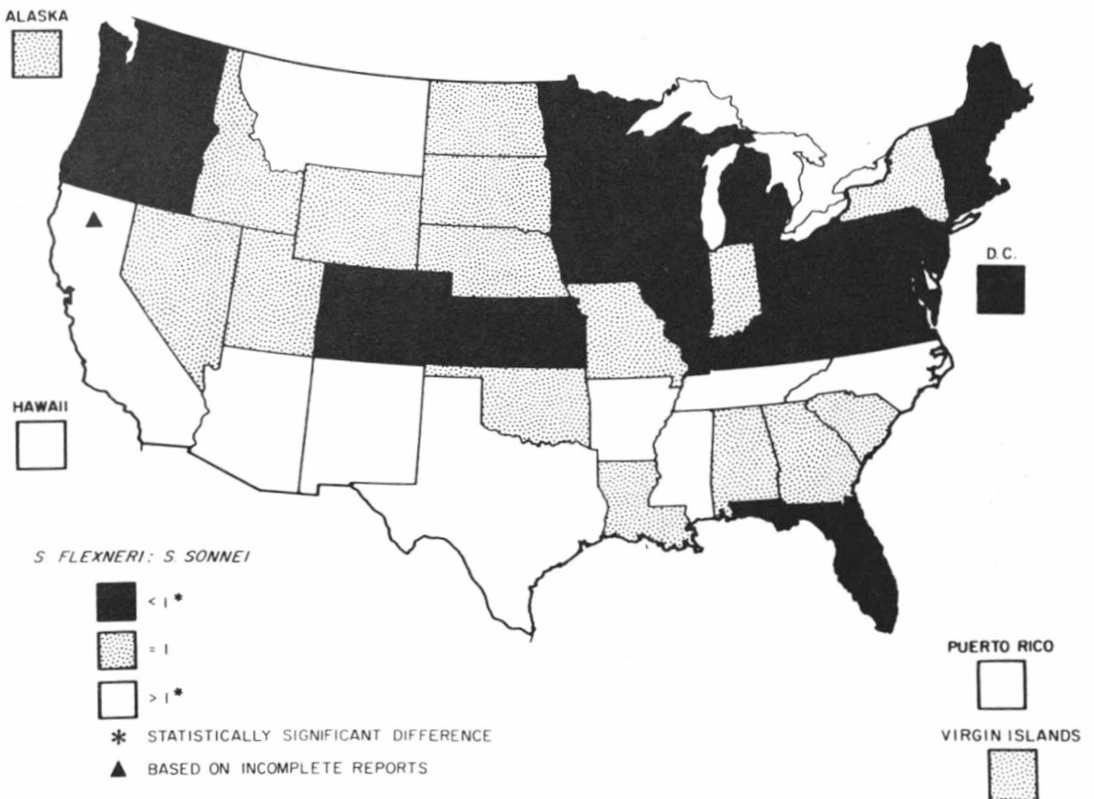 ALASKA
D.C.
HAWAII
S. FLEXNERI: S. SONNEI
< 1 *
= 1
> 1 *
* STATISTICALLY SIGNIFICANT DIFFERENCE
▲ BASED ON INCOMPLETE REPORTS
PUERTO RICO
VIRGIN ISLANDS